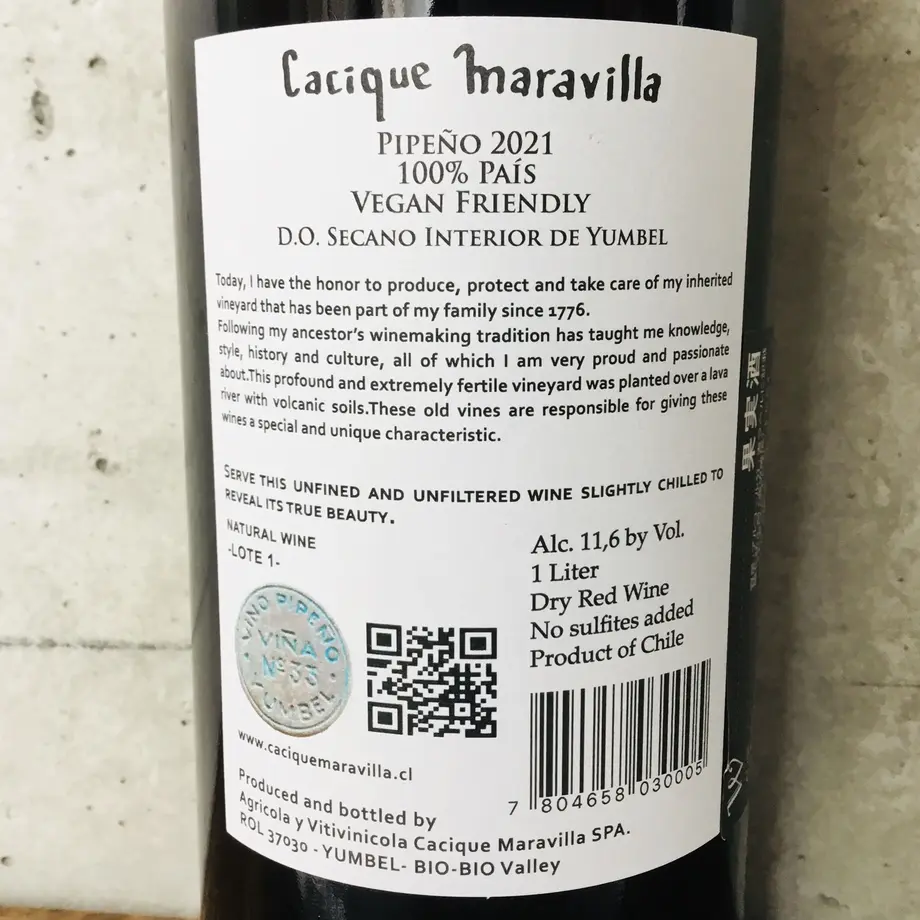 Cacique Maravilla
PIPEÑO 2021
100% PAÍS
VEGAN FRIENDLY
D.O. SECANO INTERIOR DE YUMBEL
Today, I have the honor to produce, protect and take care of my inherited
vineyard that has been part of my family since 1776.
Following my ancestor's winemaking tradition has taught me knowledge,
style, history and culture, all of which I am very proud and passionate
about.This profound and extremely fertile vineyard was planted over a lava
river with volcanic soils.These old vines are responsible for giving these
wines a special and unique characteristic.
SERVE THIS UNFINED AND UNFILTERED WINE SLIGHTLY CHILLED TO
REVEAL ITS TRUE BEAUTY.
NATURAL WINE
-LOTE 1-
Alc. 11,6 by Vol.
1 Liter
Dry Red Wine
No sulfites added
Product of Chile
VINO PIPEÑO
VIÑA
Nº 33
YUMBEL
7 804658 030005
www.caciquemaravilla.cl
Produced and bottled by
Agricola y Vitivinicola Cacique Maravilla SPA.
ROL 37030 - YUMBEL- BIO-BIO Valley
果実酒